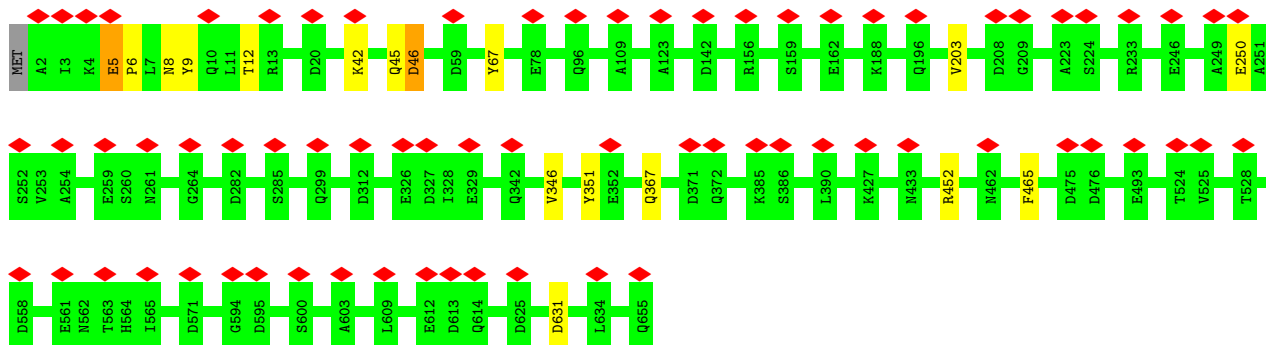 MET A2 I3 K4 E5 P6 L7 N8 Y9 Q10 L11 T12 R13 D20 K42 Q45 D46 D59 Y67 E78 Q96 A109 A123 D142 R156 S159 E162 K188 Q196 V203 D208 G209 A223 S224 R233 E246 A249 E250 A251
S252 V253 A254 E259 S260 N261 G264 D282 S285 Q299 D312 E326 D327 I328 E329 Q342 V346 Y351 E352 Q367 D371 Q372 K385 S386 L390 K427 N433 R452 N462 F465 D475 D476 E493 T524 V525 T528
D558 E561 N562 T563 H564 I565 D571 G594 D595 S600 A603 L609 E612 D613 Q614 D625 D631 L634 Q655